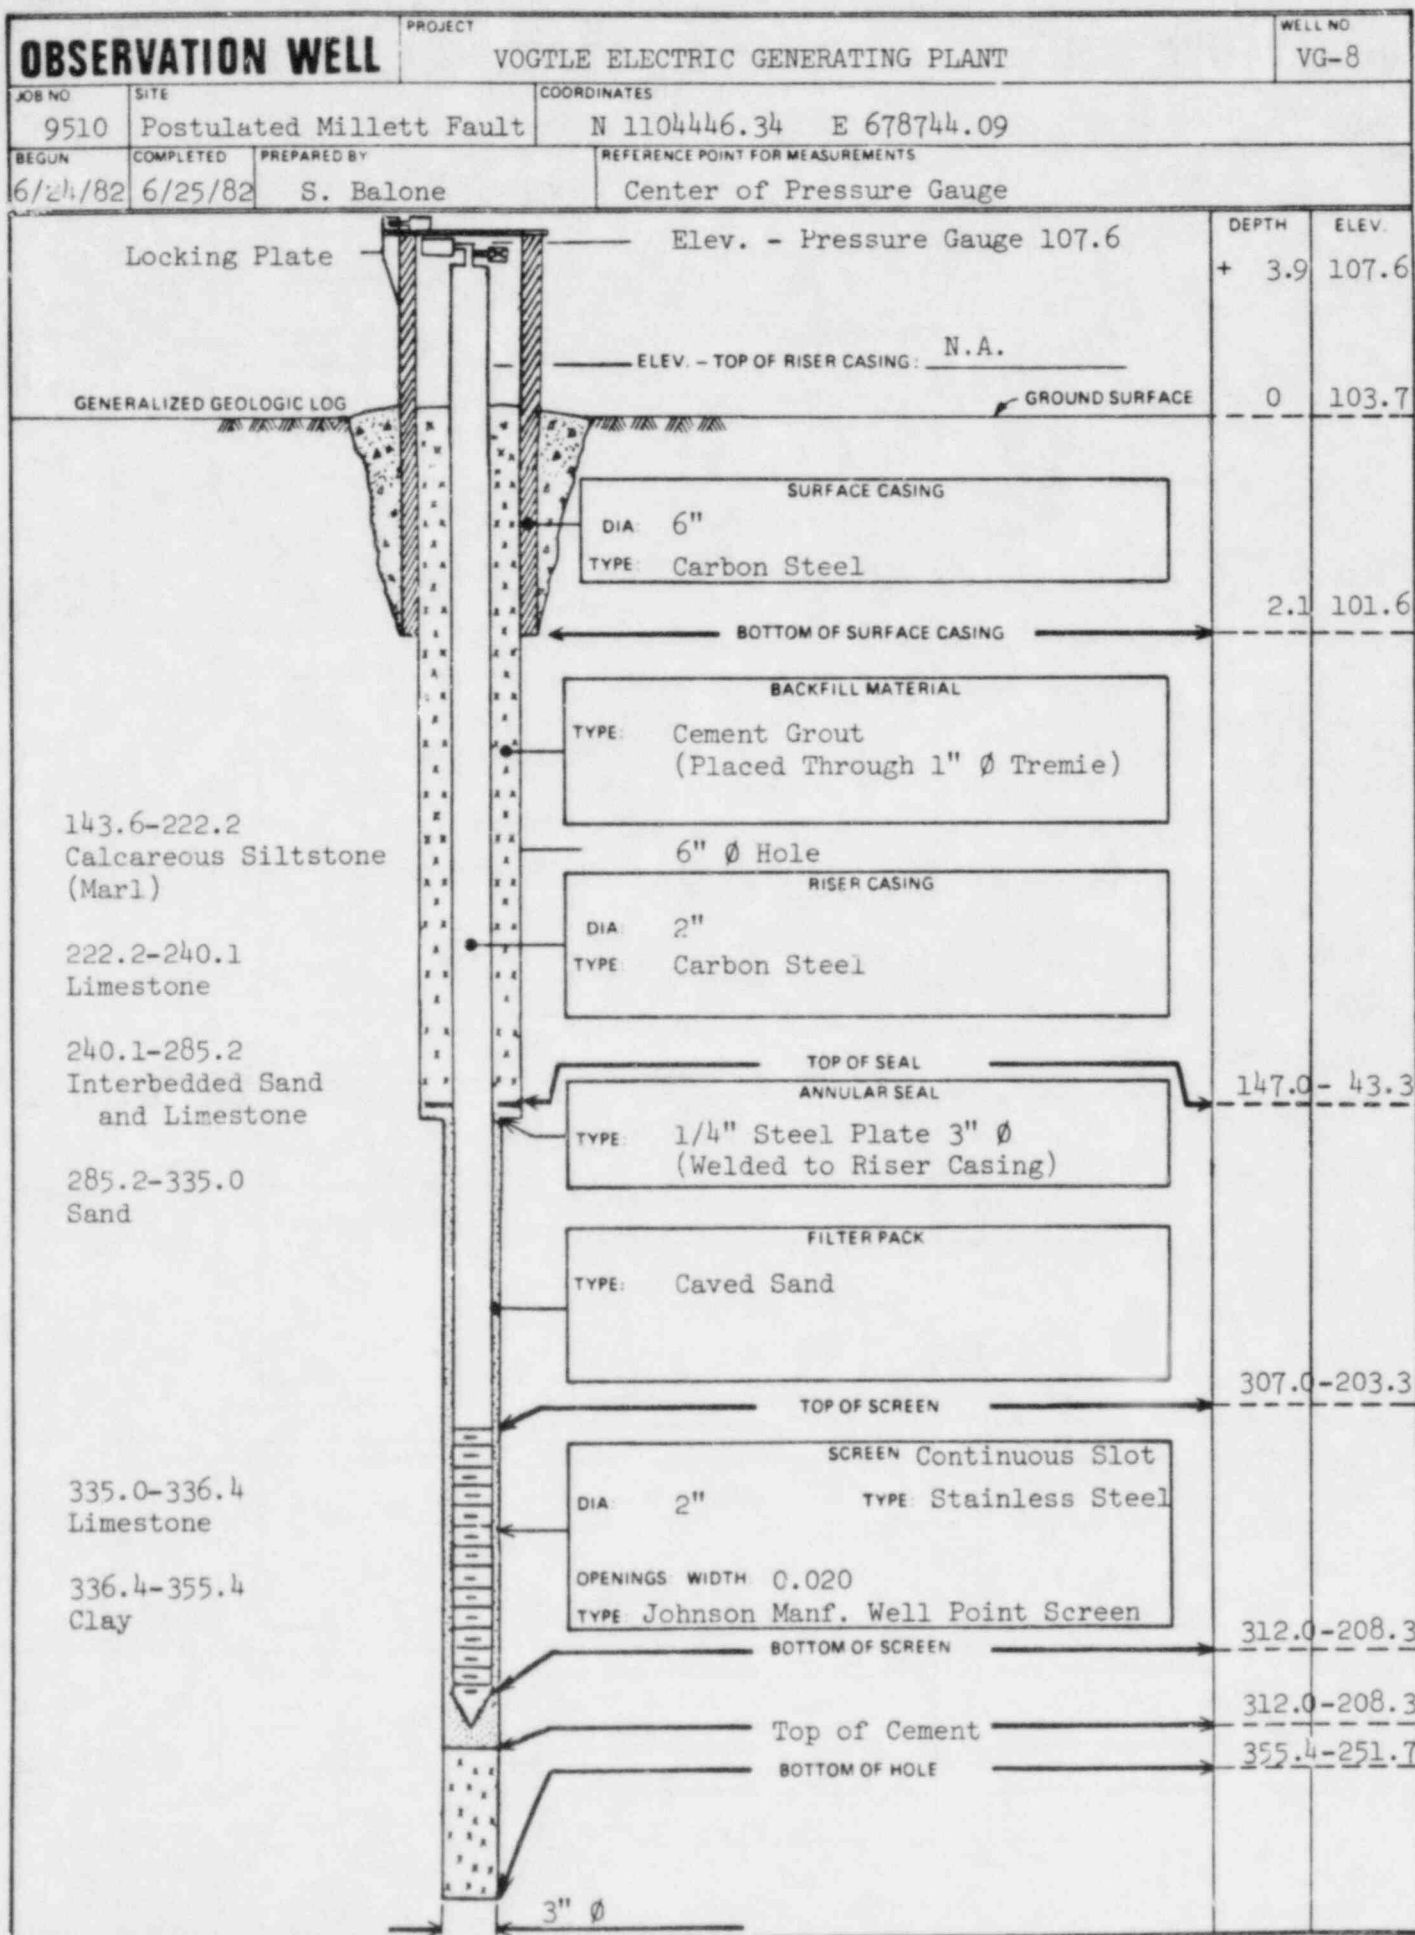 OBSERVATION WELL
PROJECT
VOGTLE ELECTRIC GENERATING PLANT
WELL NO
VG-8
JOB NO.
9510
SITE
Postulated Millett Fault
COORDINATES
N 1104446.34 E 678744.09
BEGUN
6/24/82
COMPLETED
6/25/82
PREPARED BY
S. Balone
REFERENCE POINT FOR MEASUREMENTS
Center of Pressure Gauge
DEPTH ELEV.
Locking Plate
Elev. - Pressure Gauge 107.6
+ 3.9 107.6
ELEV. – TOP OF RISER CASING: N.A.
GENERALIZED GEOLOGIC LOG
GROUND SURFACE
0 103.7
SURFACE CASING
DIA: 6"
TYPE: Carbon Steel
2.1 101.6
BOTTOM OF SURFACE CASING
BACKFILL MATERIAL
TYPE: Cement Grout
(Placed Through 1" Ø Tremie)
143.6-222.2
Calcareous Siltstone
(Marl)
6" Ø Hole
RISER CASING
DIA: 2"
TYPE: Carbon Steel
222.2-240.1
Limestone
240.1-285.2
Interbedded Sand
and Limestone
TOP OF SEAL
147.0 - 43.3
ANNULAR SEAL
TYPE: 1/4" Steel Plate 3" Ø
(Welded to Riser Casing)
285.2-335.0
Sand
FILTER PACK
TYPE: Caved Sand
307.0 -203.3
TOP OF SCREEN
SCREEN Continuous Slot
DIA: 2" TYPE: Stainless Steel
335.0-336.4
Limestone
OPENINGS WIDTH 0.020
TYPE: Johnson Manf. Well Point Screen
336.4-355.4
Clay
312.0 -208.3
BOTTOM OF SCREEN
312.0 -208.3
Top of Cement
355.4 -251.7
BOTTOM OF HOLE
3" Ø